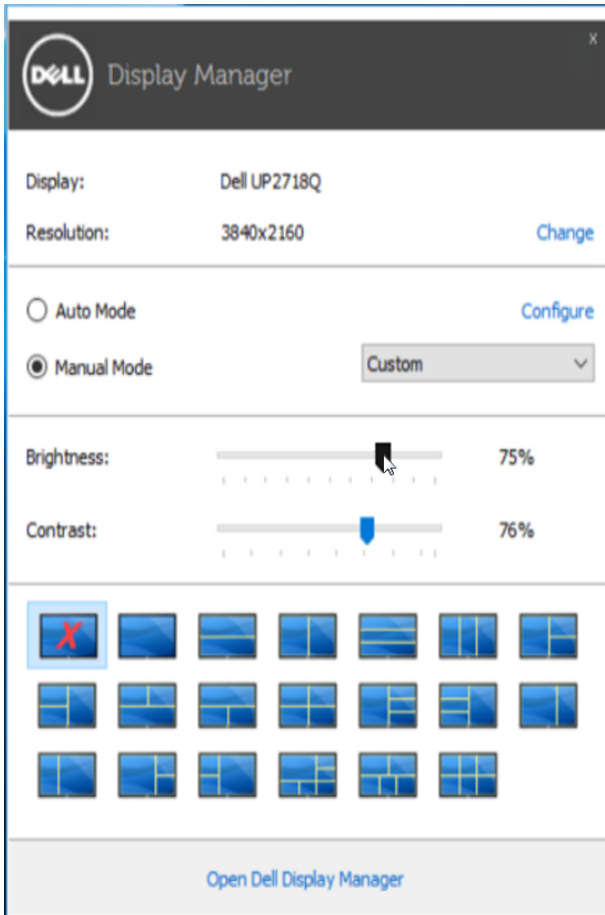 DELL Display Manager
x
Display: Dell UP2718Q
Resolution: 3840x2160 Change
Auto Mode Configure
Manual Mode Custom
Brightness: 75%
Contrast: 76%
X
Open Dell Display Manager